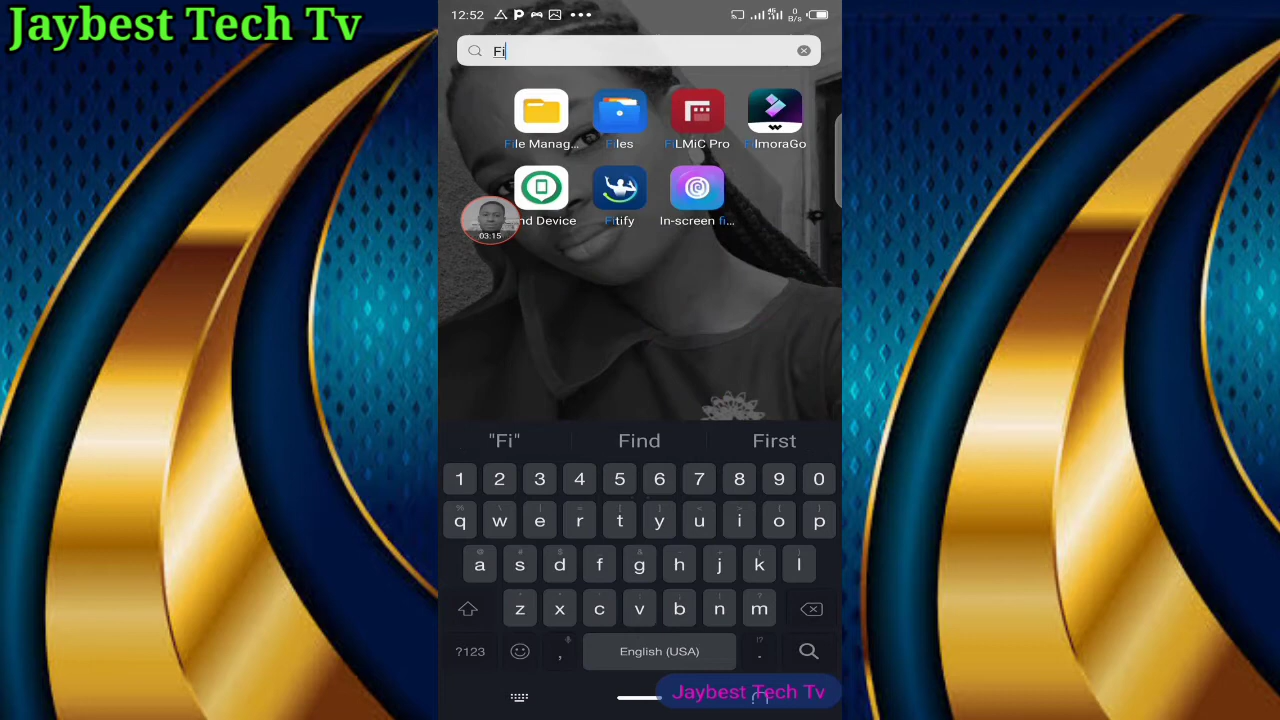 Jaybest Tech Tv
12:52 4G 0 B/s
Fi
File Manag... Files FiLMiC Pro FilmoraGo
nd Device Fitify In-screen fi...
03:15
"Fi" Find First
1 2 3 4 5 6 7 8 9 0
q w e r t y u i o p
a s d f g h j k l
z x c v b n m
?123 , English (USA) .
Jaybest Tech Tv